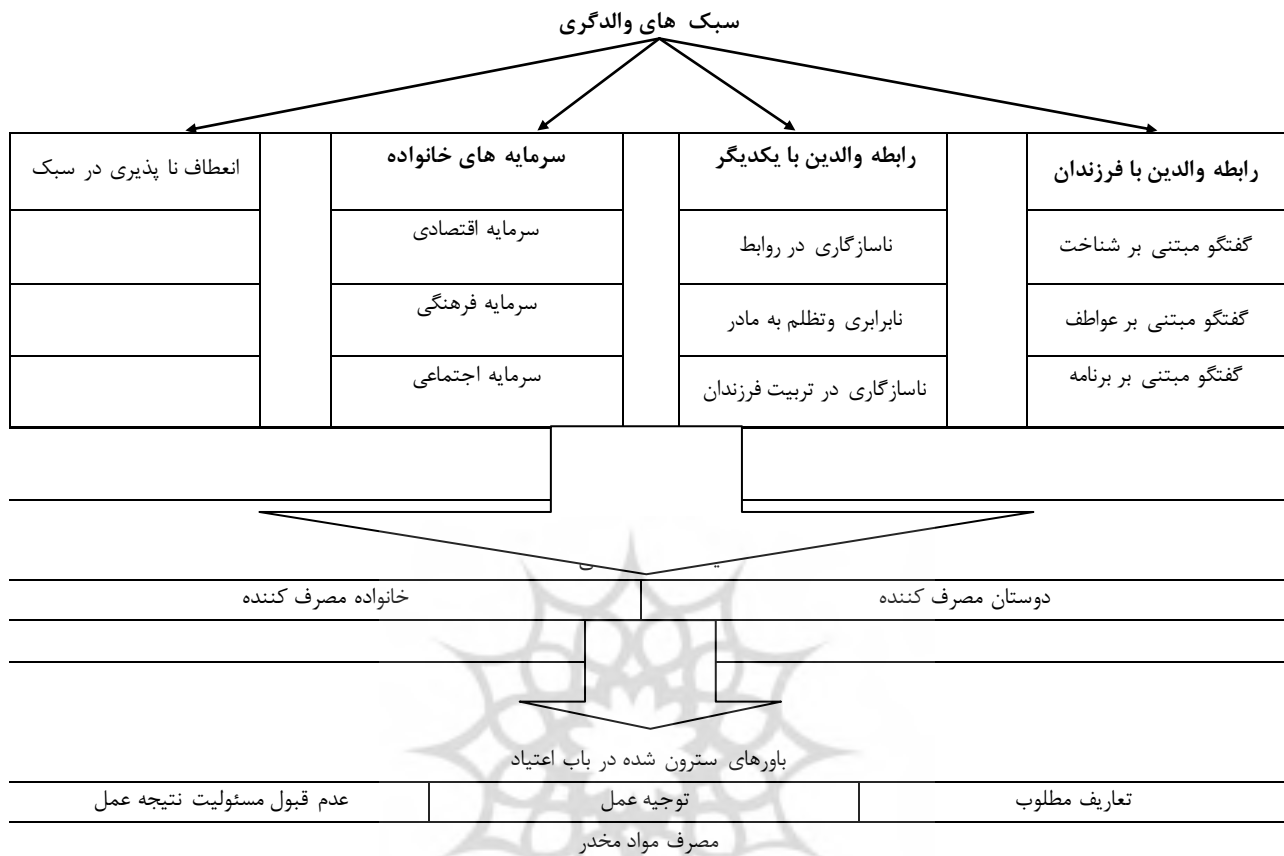 سبک های والدگری
رابطه والدین با فرزندان
رابطه والدین با یکدیگر
سرمایه های خانواده
انعطاف نا پذیری در سبک
گفتگو مبتنی بر شناخت
ناسازگاری در روابط
سرمایه اقتصادی
گفتگو مبتنی بر عواطف
نابرابری وتظلم به مادر
سرمایه فرهنگی
گفتگو مبتنی بر برنامه
ناسازگاری در تربیت فرزندان
سرمایه اجتماعی
دوستان مصرف کننده
خانواده مصرف کننده
باورهای سترون شده در باب اعتیاد
تعاریف مطلوب
توجیه عمل
عدم قبول مسئولیت نتیجه عمل
مصرف مواد مخدر